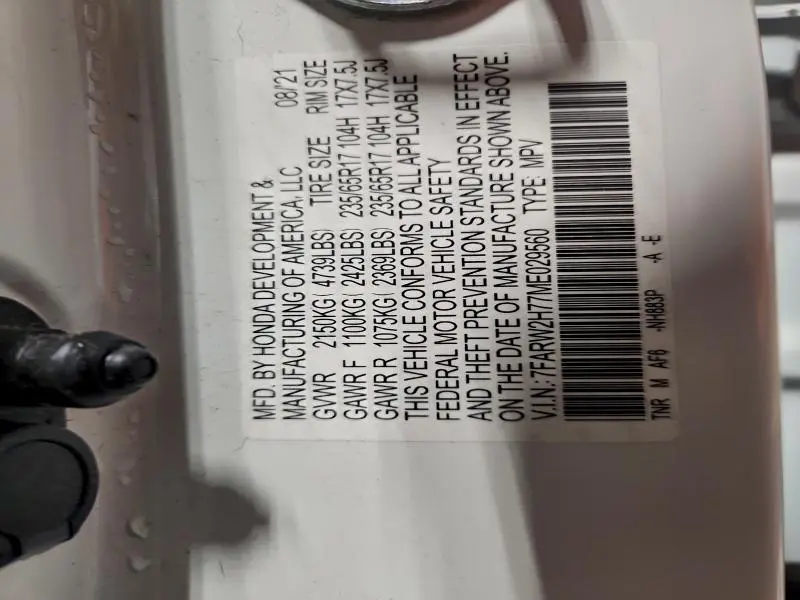 MFD. BY HONDA DEVELOPMENT &
MANUFACTURING OF AMERICA, LLC 08/'21
GVWR 2150KG( 4739LBS) TIRE SIZE RIM SIZE
GAWR F 1100KG( 2425LBS) 235/65R17 104H 17X7.5J
GAWR R 1075KG( 2369LBS) 235/65R17 104H 17X7.5J
THIS VEHICLE CONFORMS TO ALL APPLICABLE
FEDERAL MOTOR VEHICLE SAFETY
AND THEFT PREVENTION STANDARDS IN EFFECT
ON THE DATE OF MANUFACTURE SHOWN ABOVE.
V.I.N.: 7FARW2H77ME029560 TYPE: MPV
TNR M AF6 -NH883P -A -E